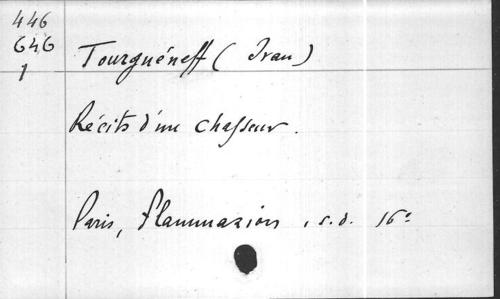 446
646
1
Tourguéneff (Ivan)
Récits d'un chasseur.
Paris, Flammarion, s.d. 16°